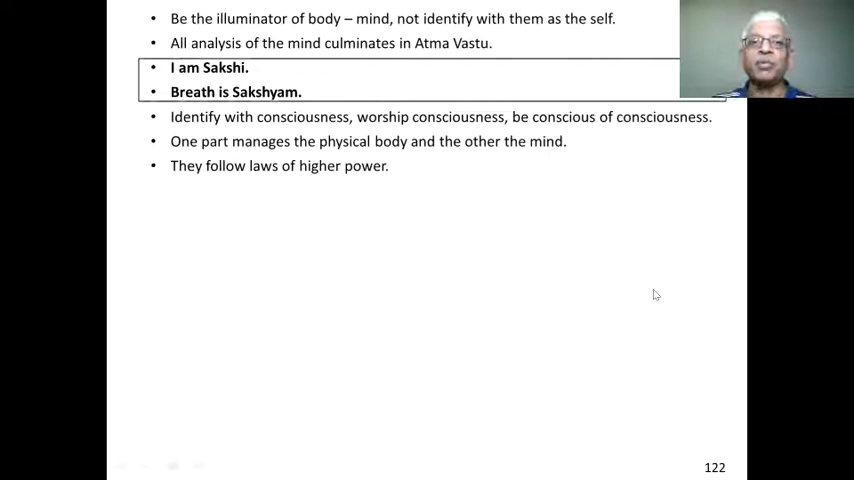 • Be the illuminator of body – mind, not identify with them as the self.
• All analysis of the mind culminates in Atma Vastu.
• I am Sakshi.
• Breath is Sakshyam.
• Identify with consciousness, worship consciousness, be conscious of consciousness.
• One part manages the physical body and the other the mind.
• They follow laws of higher power.
122